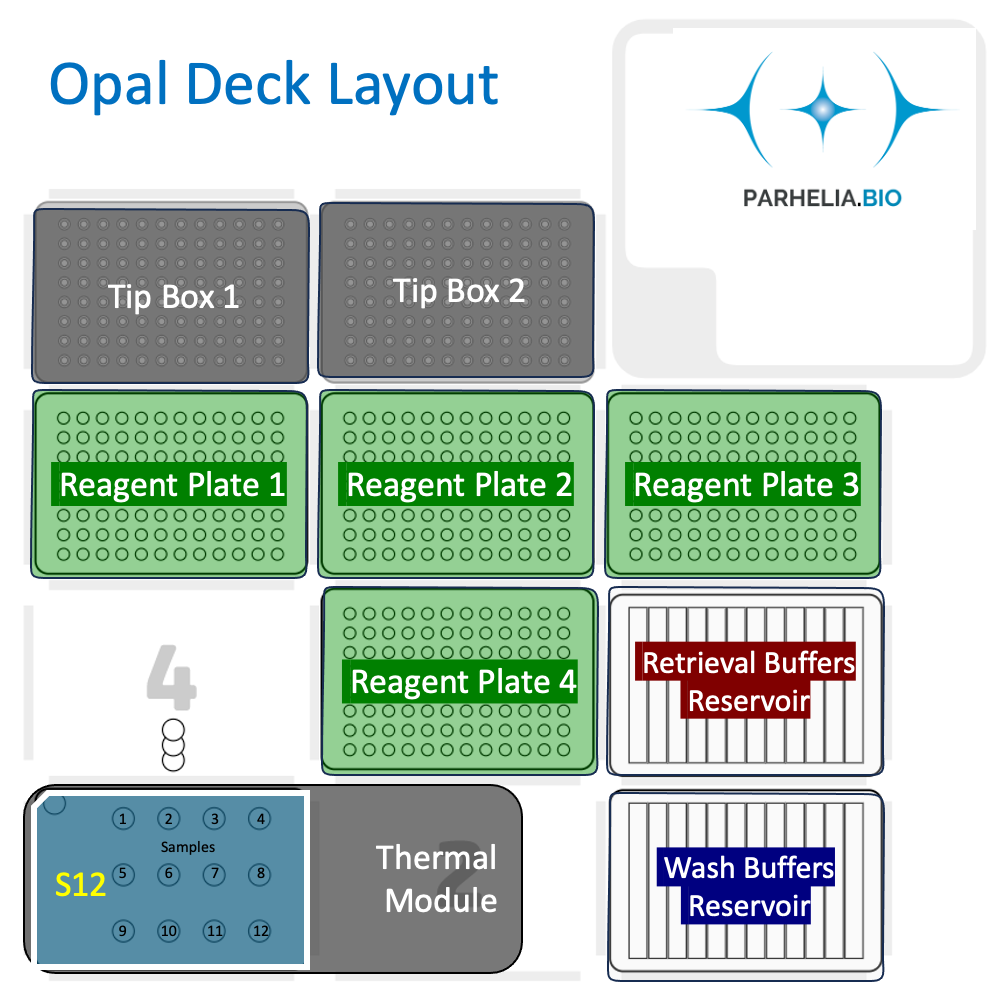 Opal Deck Layout
PARHELIA.BIO
Tip Box 1
Tip Box 2
Reagent Plate 1
Reagent Plate 2
Reagent Plate 3
4
Reagent Plate 4
Retrieval Buffers
Reservoir
1 2 3 4
Samples
S12
5 6 7 8
9 10 11 12
2
Thermal
Module
Wash Buffers
Reservoir